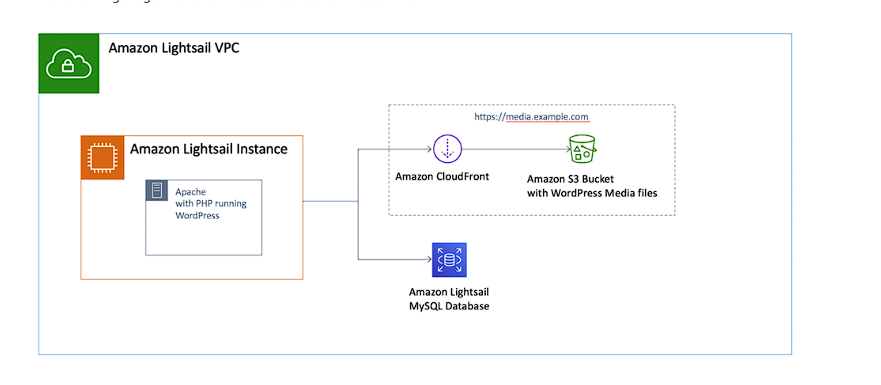 Amazon Lightsail VPC
https://media.example.com
Amazon Lightsail Instance
Amazon CloudFront
Amazon S3 Bucket
with WordPress Media files
Apache
with PHP running
WordPress
Amazon Lightsail
MySQL Database